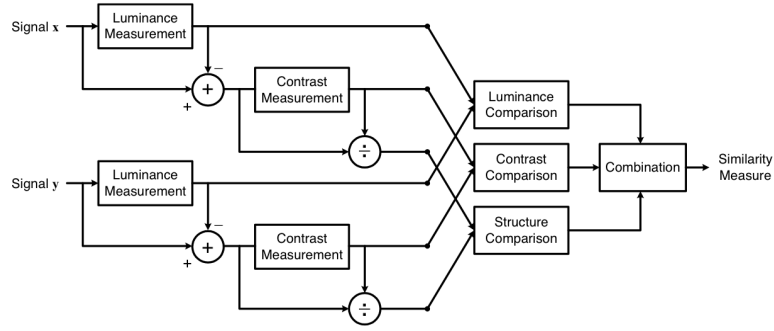 Signal x
Luminance
Measurement
−
+
+
Contrast
Measurement
÷
Signal y
Luminance
Measurement
−
+
+
Contrast
Measurement
÷
Luminance
Comparison
Contrast
Comparison
Structure
Comparison
Combination
Similarity
Measure